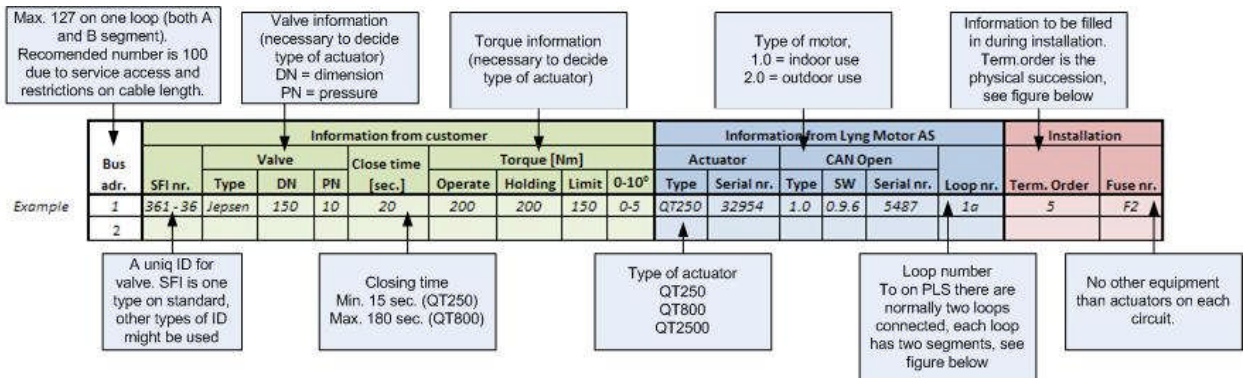 Max. 127 on one loop (both A
and B segment).
Recomended number is 100
due to service access and
restrictions on cable length.
Valve information
(necessary to decide
type of actuator)
DN = dimension
PN = pressure
Torque information
(necessary to decide
type of actuator)
Type of motor,
1.0 = indoor use
2.0 = outdoor use
Information to be filled
in during installation.
Term.order is the
physical succession,
see figure below
Information from customer Information from Lyng Motor AS Installation
Bus Valve Close time Torque [Nm] Actuator CAN Open
adr. SFI nr. Type DN PN [sec.] Operate Holding Limit 0-10⁰ Type Serial nr. Type SW Serial nr. Loop nr. Term. Order Fuse nr.
Example 1 361 - 36 Jepsen 150 10 20 200 200 150 0-5 QT250 32954 1.0 0.9.6 5487 1a 5 F2
2
A uniq ID for
valve. SFI is one
type on standard,
other types of ID
might be used
Closing time
Min. 15 sec. (QT250)
Max. 180 sec. (QT800)
Type of actuator
QT250
QT800
QT2500
Loop number
To on PLS there are
normally two loops
connected, each loop
has two segments, see
figure below
No other equipment
than actuators on each
circuit.